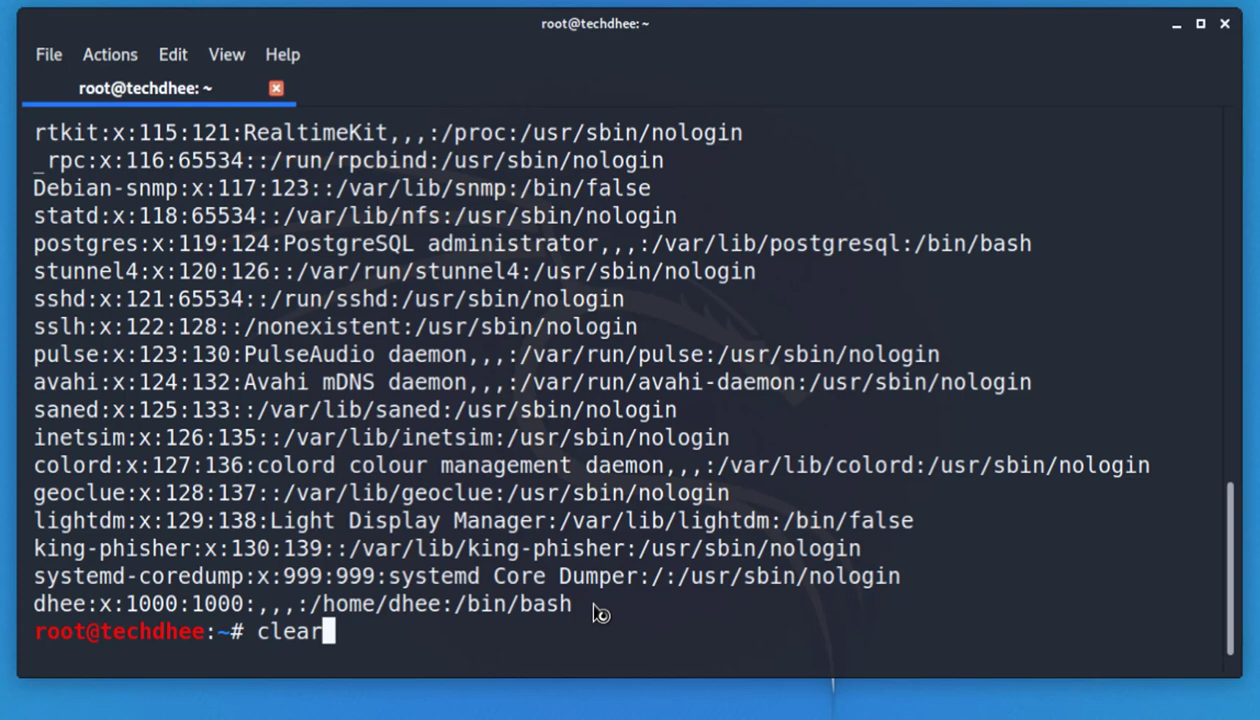 root@techdhee: ~
File Actions Edit View Help
root@techdhee: ~
rtkit:x:115:121:RealtimeKit,,,:/proc:/usr/sbin/nologin
_rpc:x:116:65534::/run/rpcbind:/usr/sbin/nologin
Debian-snmp:x:117:123::/var/lib/snmp:/bin/false
statd:x:118:65534::/var/lib/nfs:/usr/sbin/nologin
postgres:x:119:124:PostgreSQL administrator,,,:/var/lib/postgresql:/bin/bash
stunnel4:x:120:126::/var/run/stunnel4:/usr/sbin/nologin
sshd:x:121:65534::/run/sshd:/usr/sbin/nologin
sslh:x:122:128::/nonexistent:/usr/sbin/nologin
pulse:x:123:130:PulseAudio daemon,,,:/var/run/pulse:/usr/sbin/nologin
avahi:x:124:132:Avahi mDNS daemon,,,:/var/run/avahi-daemon:/usr/sbin/nologin
saned:x:125:133::/var/lib/saned:/usr/sbin/nologin
inetsim:x:126:135::/var/lib/inetsim:/usr/sbin/nologin
colord:x:127:136:colord colour management daemon,,,:/var/lib/colord:/usr/sbin/nologin
geoclue:x:128:137::/var/lib/geoclue:/usr/sbin/nologin
lightdm:x:129:138:Light Display Manager:/var/lib/lightdm:/bin/false
king-phisher:x:130:139::/var/lib/king-phisher:/usr/sbin/nologin
systemd-coredump:x:999:999:systemd Core Dumper:/:/usr/sbin/nologin
dhee:x:1000:1000:,,,:/home/dhee:/bin/bash
root@techdhee:~# clear